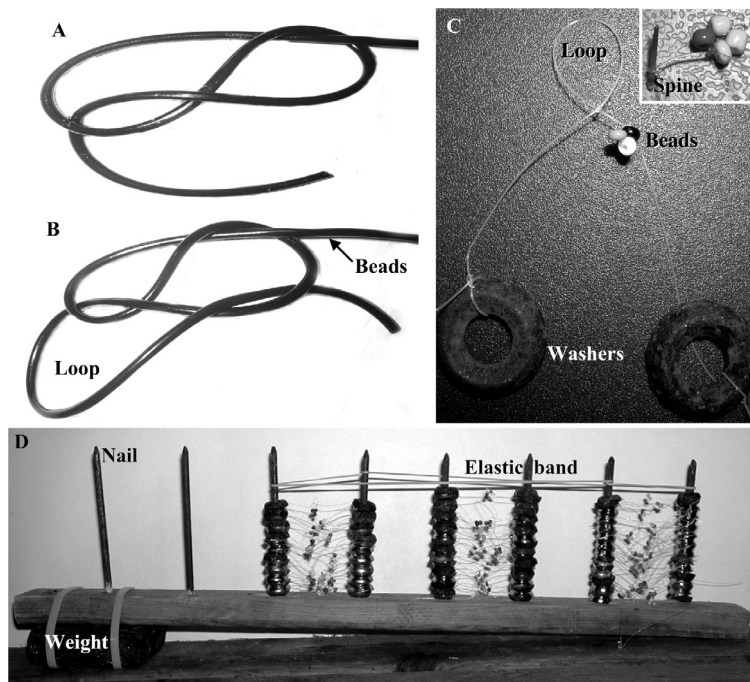 A
B
Beads
Loop
C
Loop
Spine
Beads
Washers
D
Nail
Elastic band
Weight